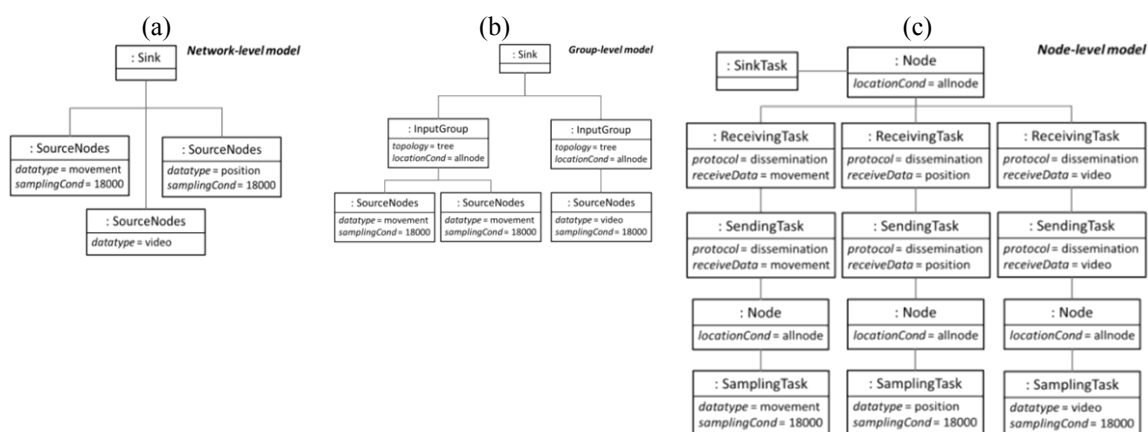 (a)
Network-level model
: Sink
: SourceNodes
datatype = movement
samplingCond = 18000
: SourceNodes
datatype = position
samplingCond = 18000
: SourceNodes
datatype = video
(b)
Group-level model
: Sink
: InputGroup
topology = tree
locationCond = allnode
: InputGroup
topology = tree
locationCond = allnode
: SourceNodes
datatype = movement
samplingCond = 18000
: SourceNodes
datatype = movement
samplingCond = 18000
: SourceNodes
datatype = video
samplingCond = 18000
(c)
Node-level model
: SinkTask
: Node
locationCond = allnode
: ReceivingTask
protocol = dissemination
receiveData = movement
: ReceivingTask
protocol = dissemination
receiveData = position
: ReceivingTask
protocol = dissemination
receiveData = video
: SendingTask
protocol = dissemination
receiveData = movement
: SendingTask
protocol = dissemination
receiveData = position
: SendingTask
protocol = dissemination
receiveData = video
: Node
locationCond = allnode
: Node
locationCond = allnode
: Node
locationCond = allnode
: SamplingTask
datatype = movement
samplingCond = 18000
: SamplingTask
datatype = position
samplingCond = 18000
: SamplingTask
datatype = video
samplingCond = 18000